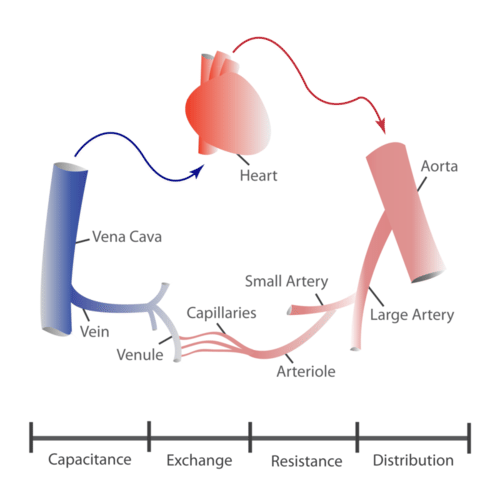 Heart
Aorta
Vena Cava
Small Artery
Capillaries
Large Artery
Vein
Venule
Arteriole
Capacitance
Exchange
Resistance
Distribution